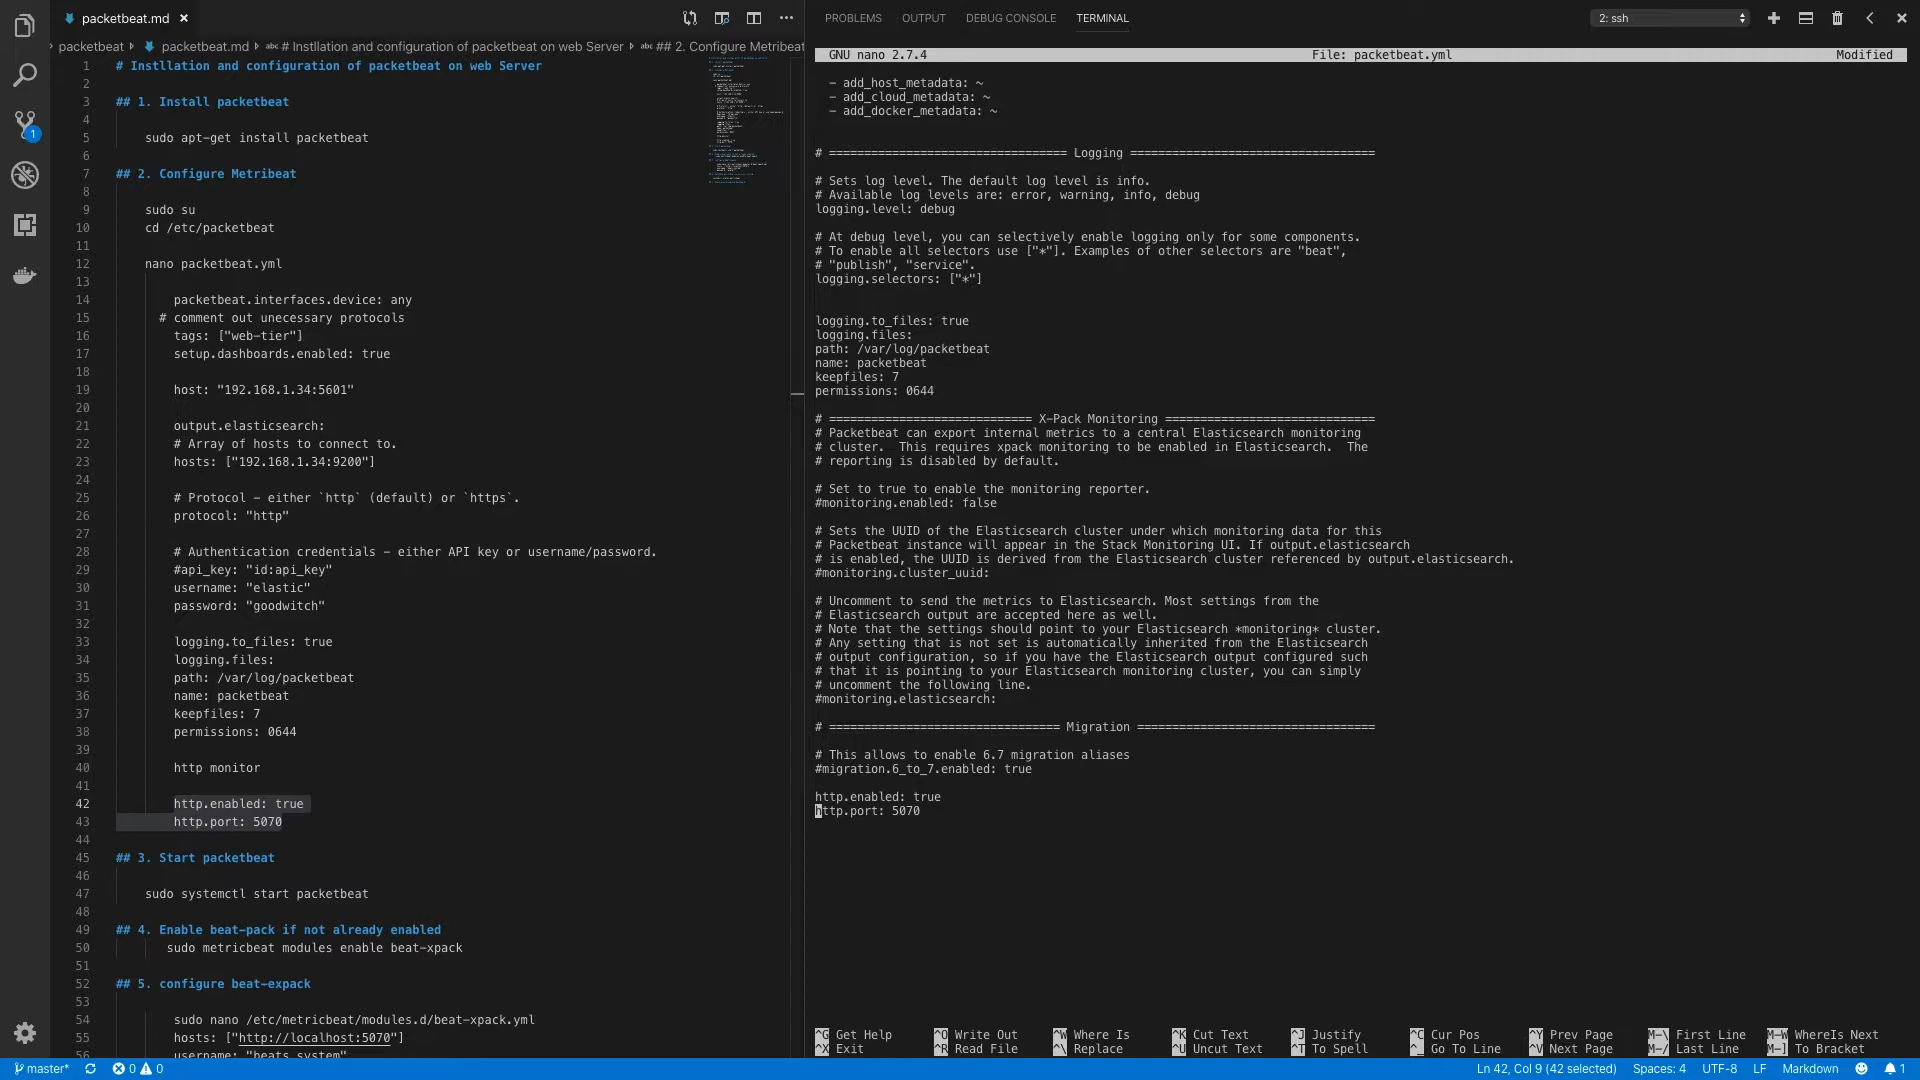 packetbeat.md
packetbeat packetbeat.md abc # Instllation and configuration of packetbeat on web Server abc ## 2. Configure Metribeat
1 # Instllation and configuration of packetbeat on web Server
2
3 ## 1. Install packetbeat
4
5 sudo apt-get install packetbeat
6
7 ## 2. Configure Metribeat
8
9 sudo su
10 cd /etc/packetbeat
11
12 nano packetbeat.yml
13
14 packetbeat.interfaces.device: any
15 # comment out unecessary protocols
16 tags: ["web-tier"]
17 setup.dashboards.enabled: true
18
19 host: "192.168.1.34:5601"
20
21 output.elasticsearch:
22 # Array of hosts to connect to.
23 hosts: ["192.168.1.34:9200"]
24
25 # Protocol - either `http` (default) or `https`.
26 protocol: "http"
27
28 # Authentication credentials - either API key or username/password.
29 #api_key: "id:api_key"
30 username: "elastic"
31 password: "goodwitch"
32
33 logging.to_files: true
34 logging.files:
35 path: /var/log/packetbeat
36 name: packetbeat
37 keepfiles: 7
38 permissions: 0644
39
40 http monitor
41
42 http.enabled: true
43 http.port: 5070
44
45 ## 3. Start packetbeat
46
47 sudo systemctl start packetbeat
48
49 ## 4. Enable beat-pack if not already enabled
50 sudo metricbeat modules enable beat-xpack
51
52 ## 5. configure beat-expack
53
54 sudo nano /etc/metricbeat/modules.d/beat-xpack.yml
55 hosts: ["http://localhost:5070"]
56 username: "beats_system"
1
PROBLEMS OUTPUT DEBUG CONSOLE TERMINAL 2: ssh
GNU nano 2.7.4 File: packetbeat.yml Modified
- add_host_metadata: ~
- add_cloud_metadata: ~
- add_docker_metadata: ~
# ================================== Logging ===================================
# Sets log level. The default log level is info.
# Available log levels are: error, warning, info, debug
logging.level: debug
# At debug level, you can selectively enable logging only for some components.
# To enable all selectors use ["*"]. Examples of other selectors are "beat",
# "publish", "service".
logging.selectors: ["*"]
logging.to_files: true
logging.files:
path: /var/log/packetbeat
name: packetbeat
keepfiles: 7
permissions: 0644
# ============================= X-Pack Monitoring ==============================
# Packetbeat can export internal metrics to a central Elasticsearch monitoring
# cluster.  This requires xpack monitoring to be enabled in Elasticsearch.  The
# reporting is disabled by default.
# Set to true to enable the monitoring reporter.
#monitoring.enabled: false
# Sets the UUID of the Elasticsearch cluster under which monitoring data for this
# Packetbeat instance will appear in the Stack Monitoring UI. If output.elasticsearch
# is enabled, the UUID is derived from the Elasticsearch cluster referenced by output.elasticsearch.
#monitoring.cluster_uuid:
# Uncomment to send the metrics to Elasticsearch. Most settings from the
# Elasticsearch output are accepted here as well.
# Note that the settings should point to your Elasticsearch *monitoring* cluster.
# Any setting that is not set is automatically inherited from the Elasticsearch
# output configuration, so if you have the Elasticsearch output configured such
# that it is pointing to your Elasticsearch monitoring cluster, you can simply
# uncomment the following line.
#monitoring.elasticsearch:
# ================================= Migration ==================================
# This allows to enable 6.7 migration aliases
#migration.6_to_7.enabled: true
http.enabled: true
http.port: 5070
^G Get Help ^O Write Out ^W Where Is ^K Cut Text ^J Justify ^C Cur Pos ^Y Prev Page M-\ First Line M-W WhereIs Next
^X Exit ^R Read File ^\ Replace ^U Uncut Text ^T To Spell ^_ Go To Line ^V Next Page M-/ Last Line M-] To Bracket
master* 0 0 Ln 42, Col 9 (42 selected) Spaces: 4 UTF-8 LF Markdown 1